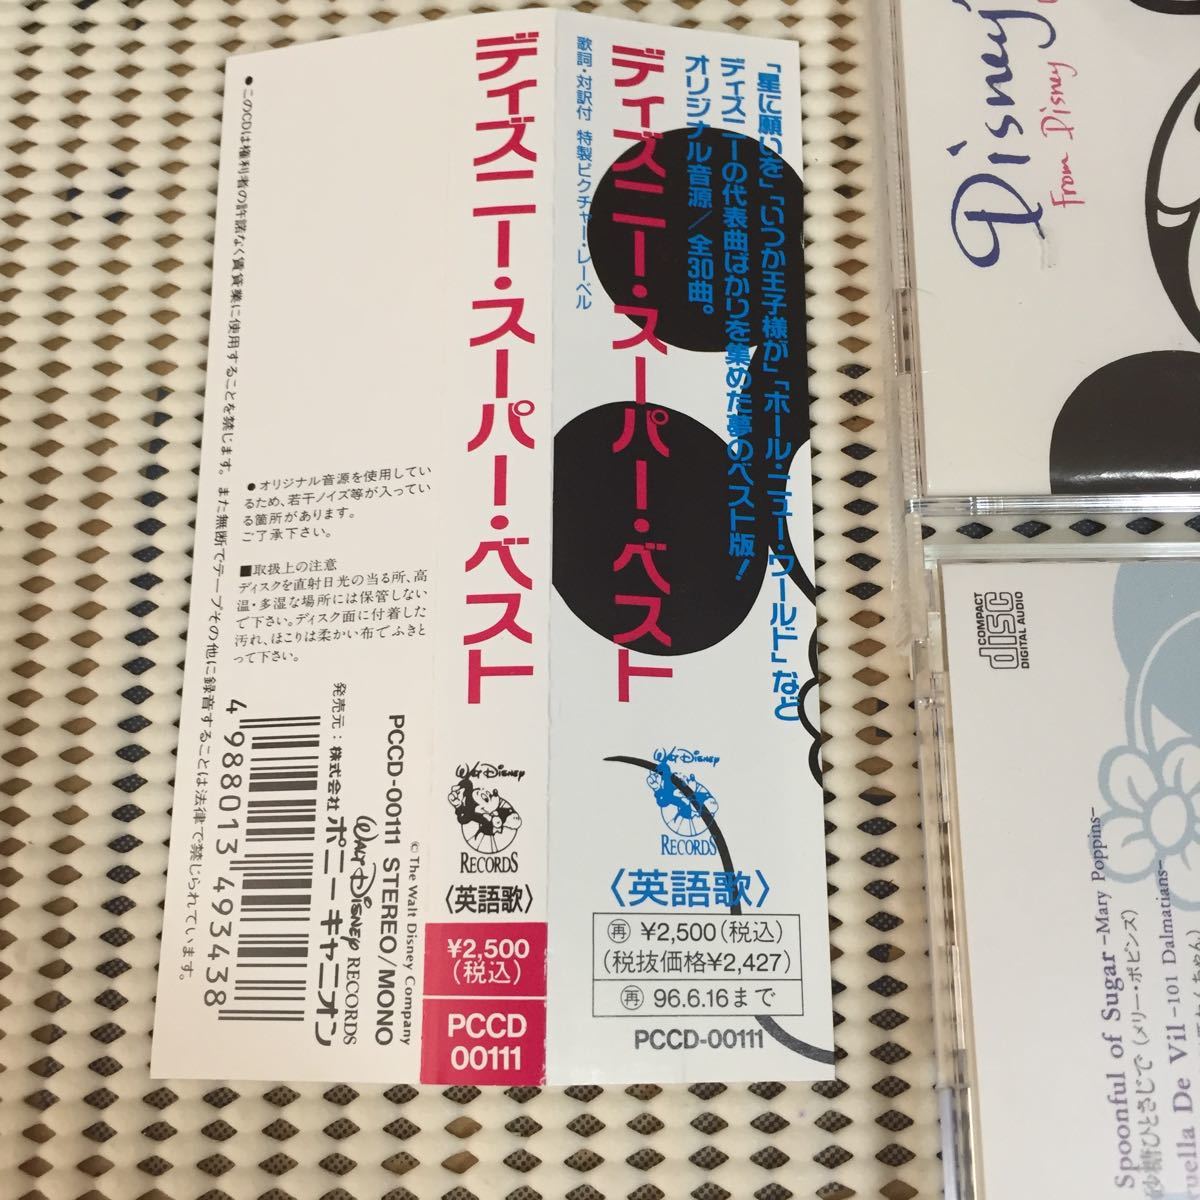 「星に願いを」「いつか王子様が」「ホール・ニュー・ワールド」など
ディズニーの代表曲ばかりを集めた夢のベスト版！
オリジナル音源／全30曲。
ディズニー・スーパー・ベスト
歌詞・対訳付 特製ピクチャー・レーベル
WALT DISNEY
RECORDS
〈英語歌〉
再 ¥2,500(税込)
(税抜価格¥2,427)
再 96.6.16まで
PCCD-00111
ディズニー・スーパー・ベスト
WALT DISNEY
RECORDS
〈英語歌〉
¥2,500
(税込)
PCCD
00111
●このCDは権利者の許諾なく賃貸業に使用することを禁じます。また無断でテープその他に録音することは法律で禁じられています。
●オリジナル音源を使用してい
るため、若干ノイズ等が入ってい
る箇所があります。
ご了承下さい。
■取扱上の注意
ディスクを直射日光の当る所、高
温・多湿な場所には保管しない
で下さい。ディスク面に付着した
汚れ、ほこりは柔かい布でふきと
って下さい。
© The Walt Disney Company
PCCD-00111 STEREO/MONO
WALT DISNEY RECORDS
発売元：株式会社ポニーキャニオン
4 988013 493438
Disney'
From Disney
COMPACT
disc
DIGITAL AUDIO
Spoonful of Sugar -Mary Poppins-
砂糖ひとさじで (メリー・ポピンズ)
uella De Vil -101 Dalmatians-